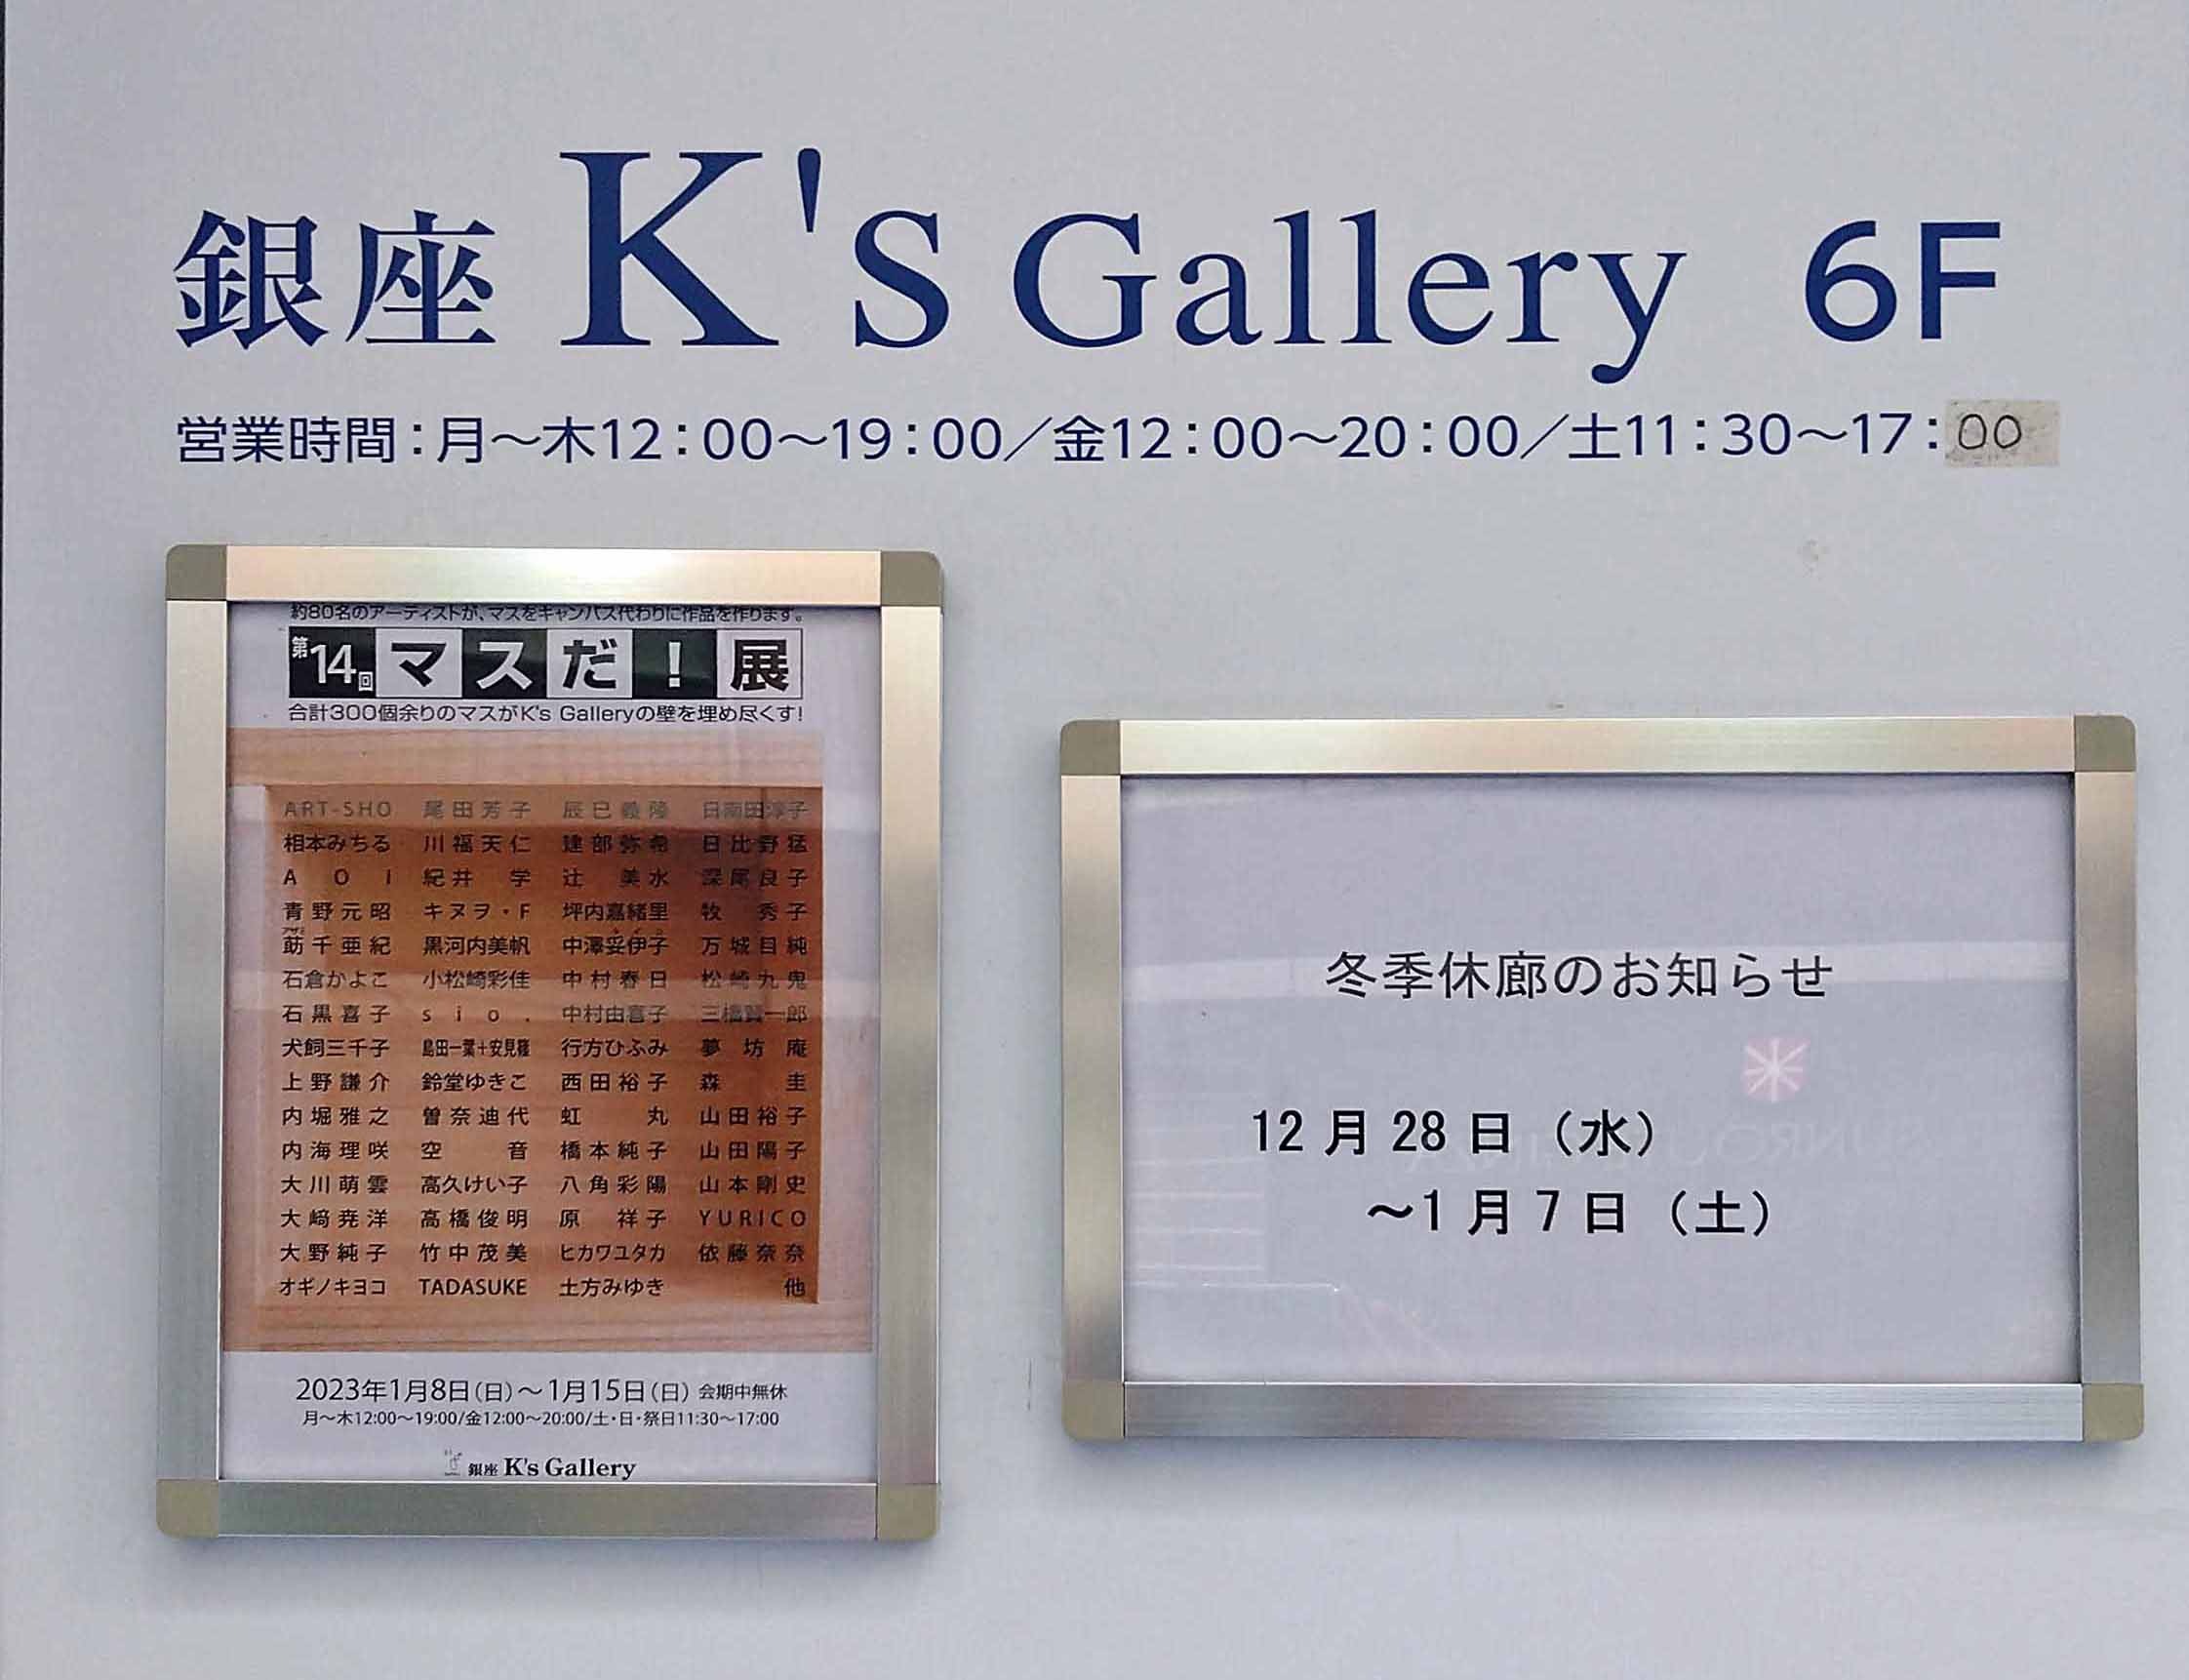 銀座 K's Gallery 6F
営業時間：月〜木12：00〜19：00／金12：00〜20：00／土11：30〜17：00
約80名のアーティストが、マスをキャンバス代わりに作品を作ります。
第14回マスだ！展
合計300個余りのマスがK's Galleryの壁を埋め尽くす！
ART-SHO 尾田芳子 辰巳義隆 日南田淳子
相本みちる 川福天仁 建部弥希 日比野猛
AOI 紀井学 辻美水 深尾良子
青野元昭 キヌヲ・F 坪内嘉緒里 牧秀子
莇千亜紀 黒河内美帆 中澤妥伊子 万城目純
石倉かよこ 小松崎彩佳 中村春日 松崎九鬼
石黒喜子 sio. 中村由喜子 三橋賢一郎
犬飼三千子 島田一葉＋安見篠 行方ひふみ 夢坊庵
上野謙介 鈴堂ゆきこ 西田裕子 森圭
内堀雅之 曽奈迪代 虹丸 山田裕子
内海理咲 空音 橋本純子 山田陽子
大川萌雲 高久けい子 八角彩陽 山本剛史
大﨑尭洋 高橋俊明 原祥子 YURICO
大野純子 竹中茂美 ヒカワユタカ 依藤奈奈
オギノキヨコ TADASUKE 土方みゆき 他
2023年1月8日（日）〜1月15日（日） 会期中無休
月〜木12:00〜19:00/金12:00〜20:00/土・日・祭日11:30〜17:00
銀座 K's Gallery
冬季休廊のお知らせ
12月28日（水）
〜1月7日（土）